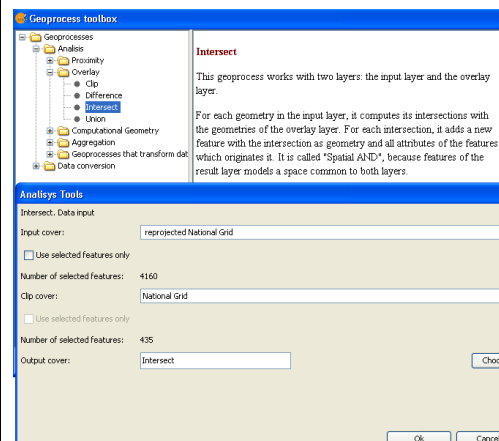 Geoprocess toolbox
Geoprocesses
Analisis
Proximity
Overlay
Clip
Difference
Intersect
Union
Computational Geometry
Aggregation
Geoprocesses that transform dat
Data conversion
Intersect
This geoprocess works with two layers: the input layer and the overlay
layer.
For each geometry in the input layer, it computes its intersections with
the geometries of the overlay layer. For each intersection, it adds a new
feature with the intersection as geometry and all attributes of the features
which originates it. It is called "Spatial AND", because features of the
result layer models a space common to both layers.
Analisys Tools
Intersect. Data input
Input cover: reprojected National Grid
Use selected features only
Number of selected features: 4160
Clip cover: National Grid
Use selected features only
Number of selected features: 435
Output cover: Intersect Choo
Ok Cancel